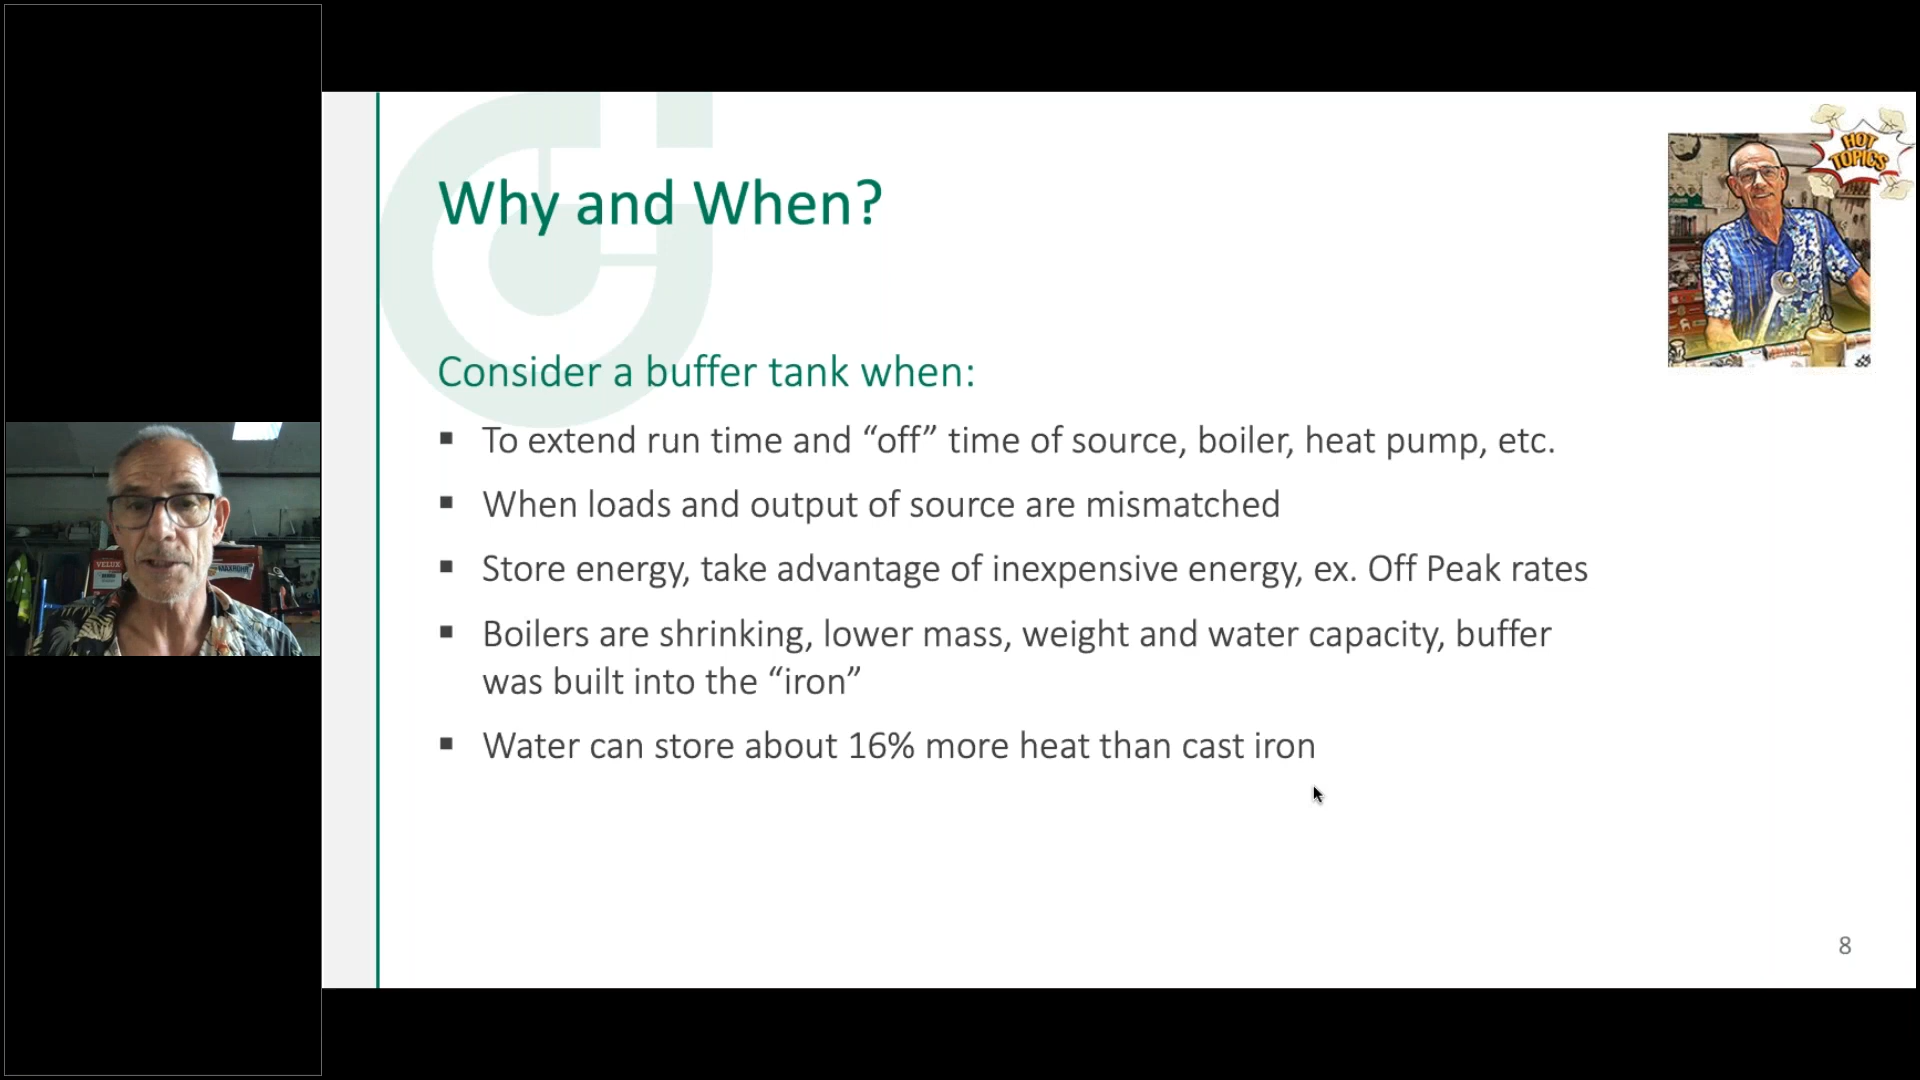 Why and When?
HOT
TOPICS
Consider a buffer tank when:
▪ To extend run time and “off” time of source, boiler, heat pump, etc.
▪ When loads and output of source are mismatched
▪ Store energy, take advantage of inexpensive energy, ex. Off Peak rates
▪ Boilers are shrinking, lower mass, weight and water capacity, buffer
was built into the “iron”
▪ Water can store about 16% more heat than cast iron
8
VELUX